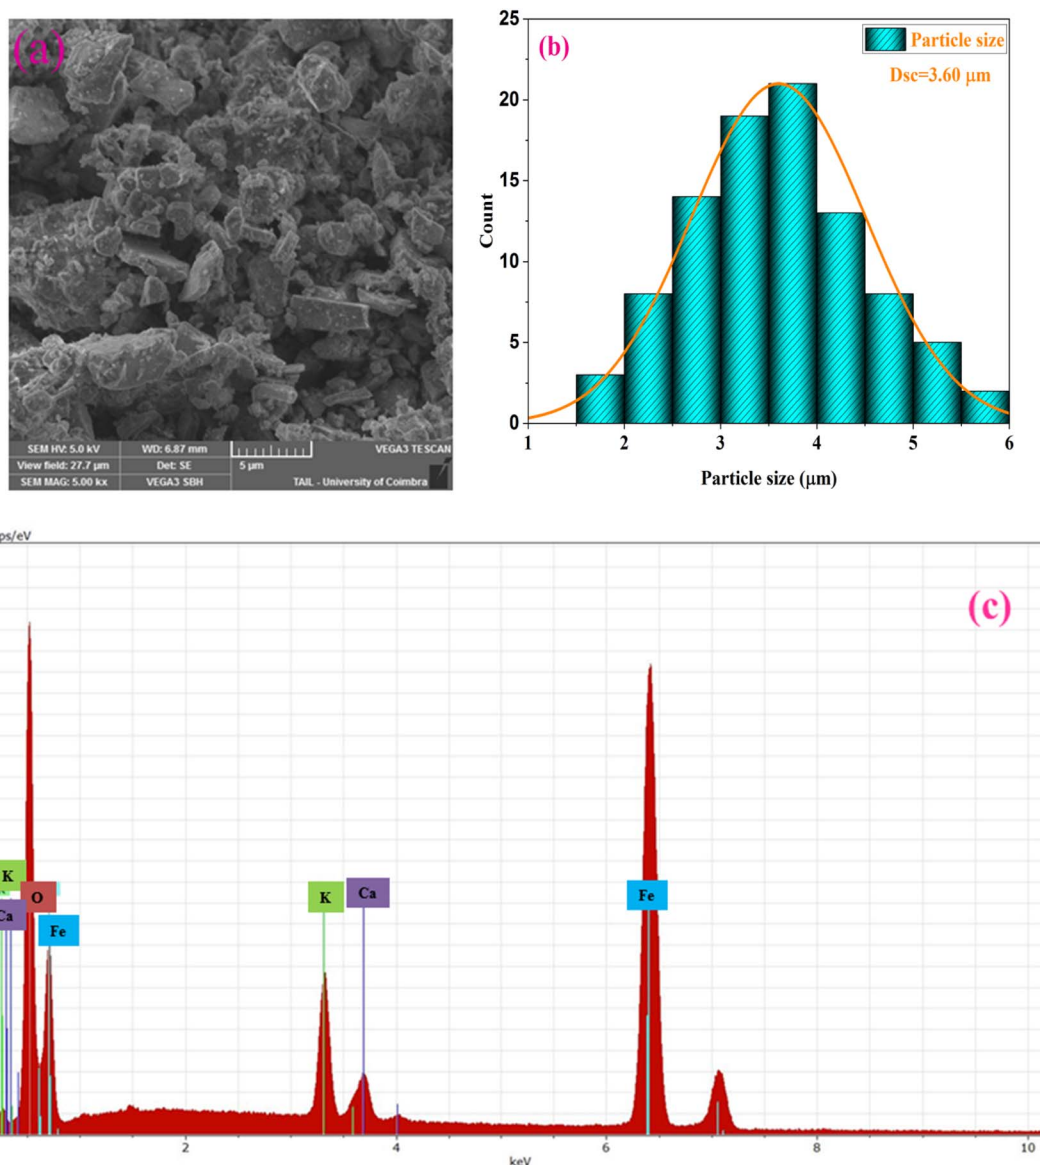 (a)
SEM HV: 5.0 kV WD: 6.87 mm VEGA3 TESCAN
View field: 27.7 µm Det: SE 5 µm
SEM MAG: 5.00 kx VEGA3 SBH TAIL - University of Coimbra
(b)
Particle size
Dsc=3.60 µm
25
20
15
10
5
0
Count
1 2 3 4 5 6
Particle size (µm)
ps/eV
(c)
K
O
Ca
Fe
K
Ca
Fe
2 4 6 8 10
keV